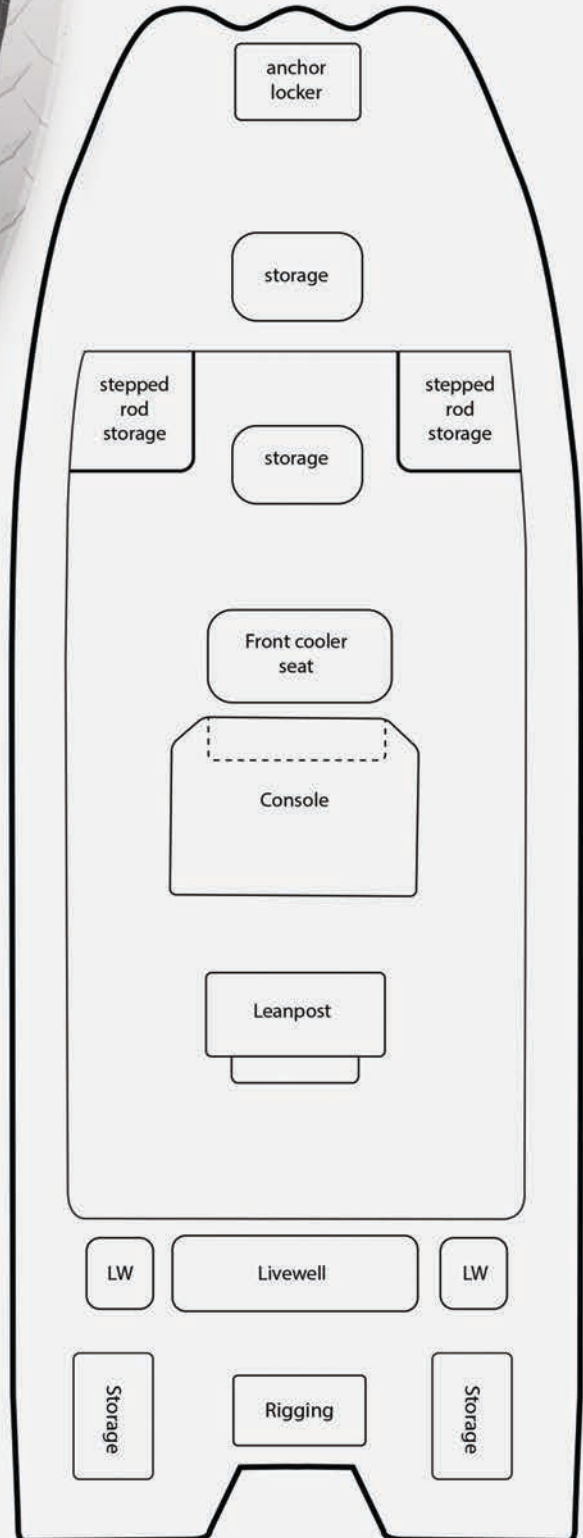 anchor
locker
storage
stepped
rod
storage
stepped
rod
storage
storage
Front cooler
seat
Console
Leanpost
LW
Livewell
LW
Storage
Rigging
Storage